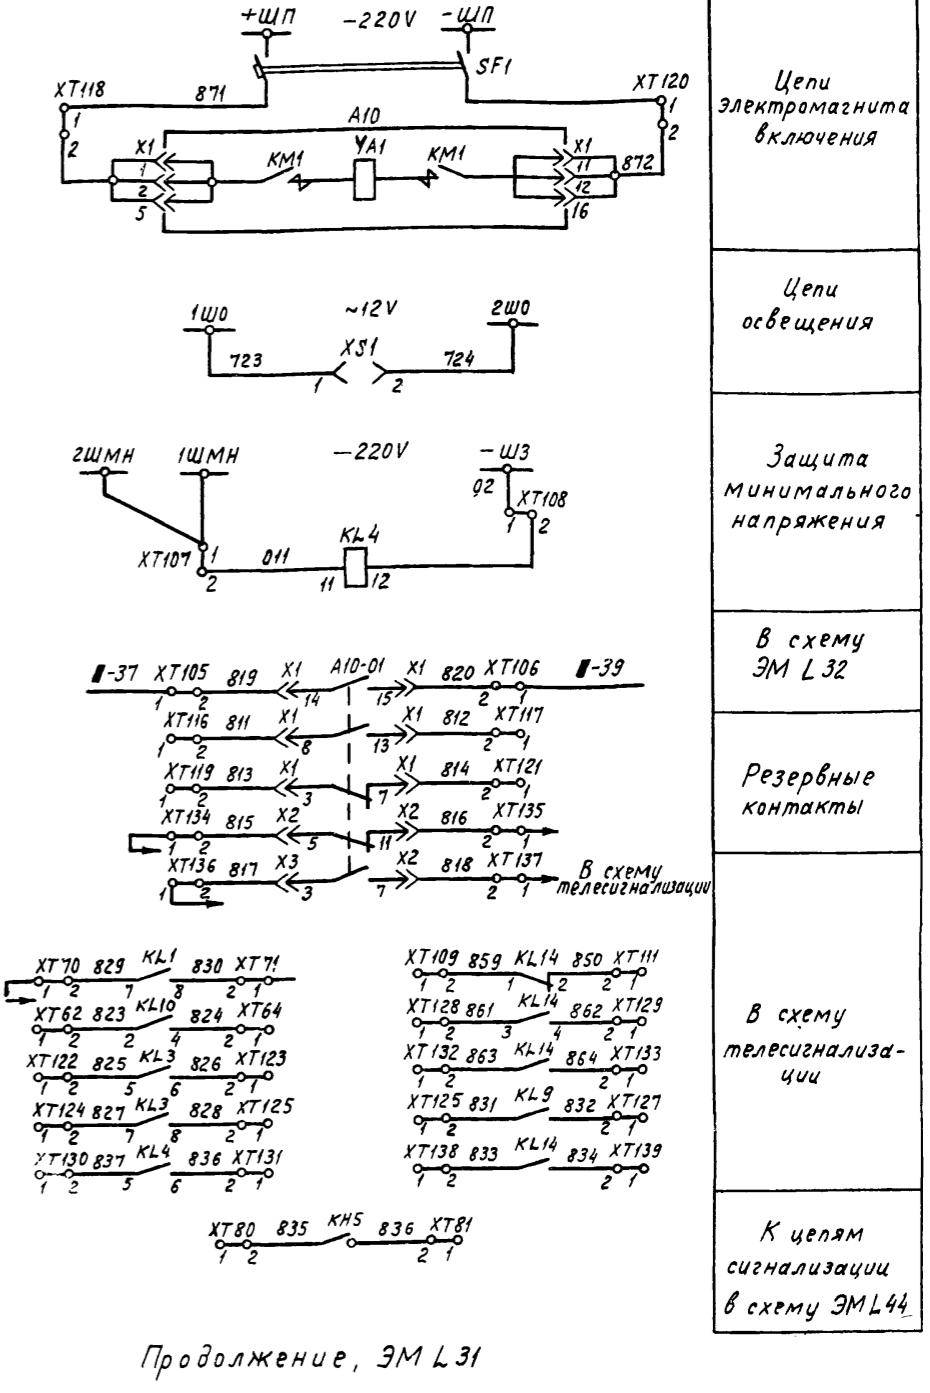 +ШП —220V -ШП
SF1
XT118 871 XT120
1 1
2 A10 2
X1 KM1 YA1 KM1 X1 872
1 11
2 12
5 16
Цепи
электромагнита
включения
1ШО ~12V 2ШО
723 XS1 724
1 2
Цепи
освещения
2ШМН 1ШМН —220V -ШЗ
02 XT108
1 2
XT107 1 011 KL4
2 11 12
Защита
минимального
напряжения
-37 XT105 819 X1 A10-01 X1 820 XT106 -39
1 2 14 15 2 1
В схему
ЭМ L 32
XT116 811 X1 X1 812 XT117
1 2 8 13 2 1
XT119 813 X1 X1 814 XT121
1 2 3 7 2 1
Резервные
контакты
XT134 815 X2 X2 816 XT135
1 2 5 11 2 1
XT136 817 X3 X2 818 XT137
1 2 3 7 2 1
В схему
телесигнализации
XT70 829 KL1 830 XT71
1 2 7 8 2 1
XT62 823 KL10 824 XT64
1 2 2 4 2 1
XT122 825 KL3 826 XT123
1 2 5 6 2 1
XT124 827 KL3 828 XT125
1 2 7 8 2 1
XT130 837 KL4 836 XT131
1 2 5 6 2 1
XT109 859 KL14 850 XT111
1 2 1 2 2 1
XT128 861 KL14 862 XT129
1 2 3 4 2 1
XT132 863 KL14 864 XT133
1 2 2 1
XT125 831 KL9 832 XT127
1 2 2 1
XT138 833 KL14 834 XT139
1 2 2 1
В схему
телесигнализа-
ции
XT80 835 KH5 836 XT81
1 2 2 1
К цепям
сигнализации
в схему ЭМL44
Продолжение, ЭМ L31